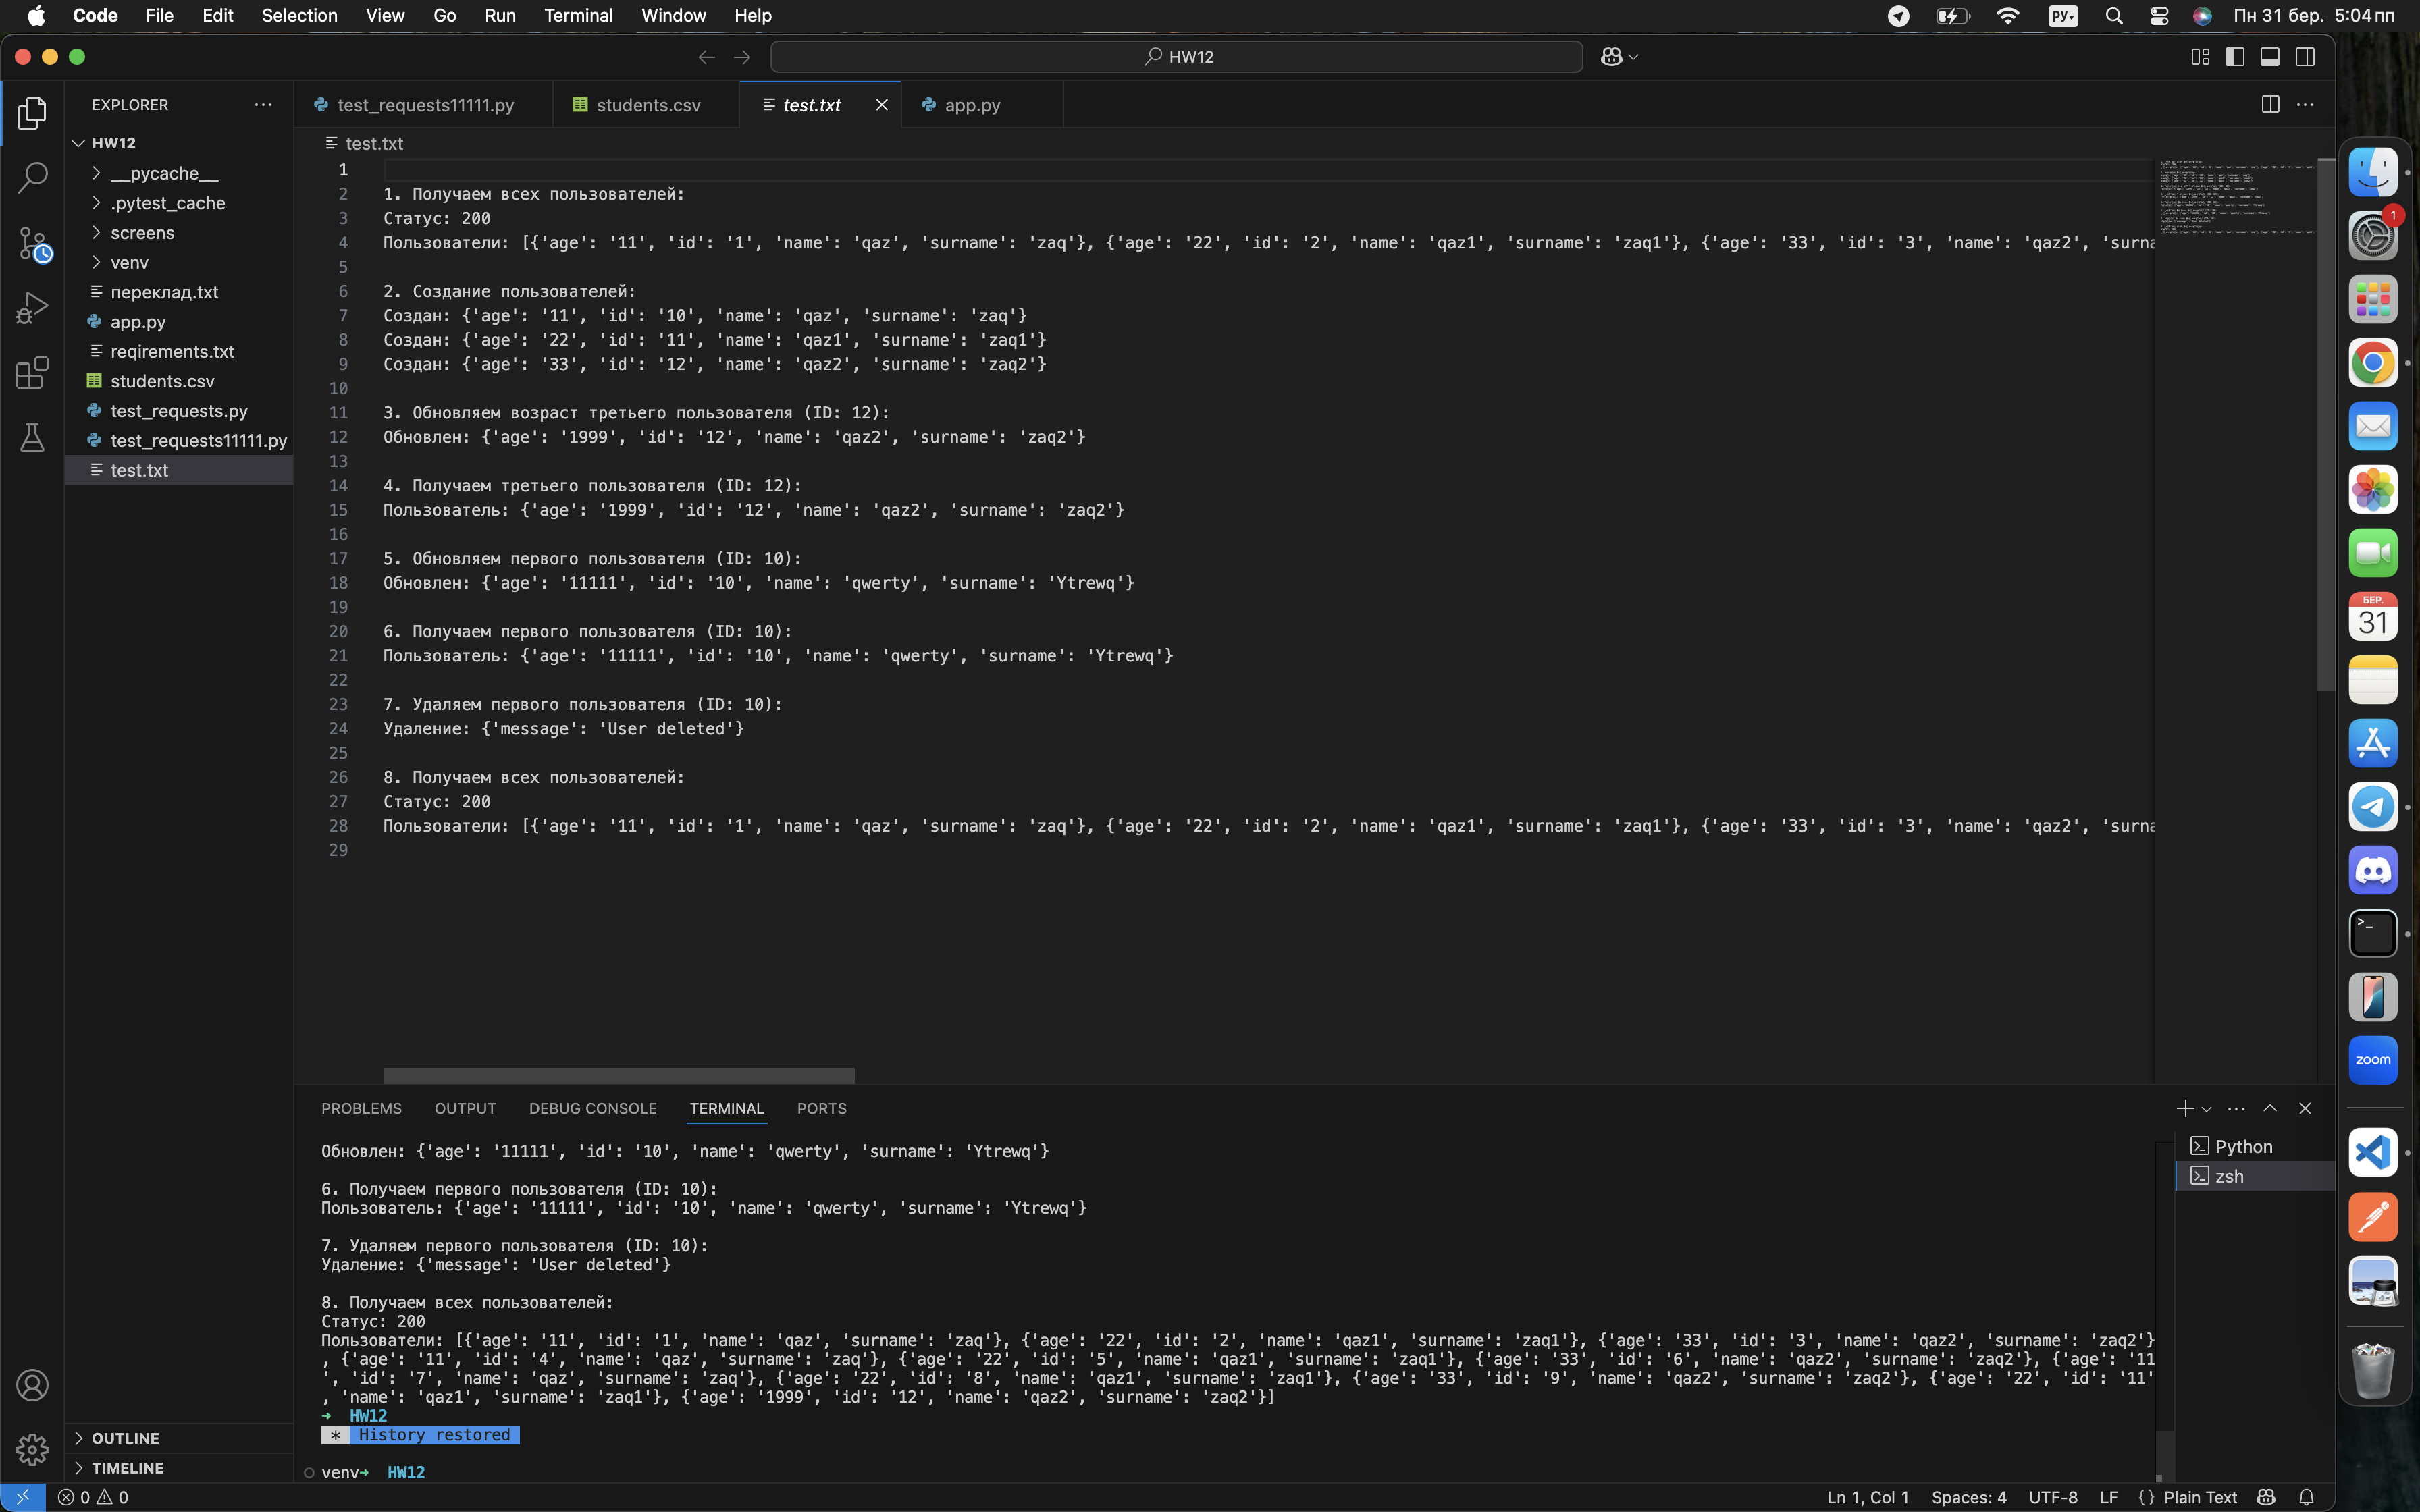 Code File Edit Selection View Go Run Terminal Window Help РУ Пн 31 бер. 5:04 пп
HW12
EXPLORER
HW12
__pycache__
.pytest_cache
screens
venv
переклад.txt
app.py
reqirements.txt
students.csv
test_requests.py
test_requests11111.py
test.txt
OUTLINE
TIMELINE
test_requests11111.py students.csv test.txt app.py
test.txt
1
2 1. Получаем всех пользователей:
3 Статус: 200
4 Пользователи: [{'age': '11', 'id': '1', 'name': 'qaz', 'surname': 'zaq'}, {'age': '22', 'id': '2', 'name': 'qaz1', 'surname': 'zaq1'}, {'age': '33', 'id': '3', 'name': 'qaz2', 'surna
5
6 2. Создание пользователей:
7 Создан: {'age': '11', 'id': '10', 'name': 'qaz', 'surname': 'zaq'}
8 Создан: {'age': '22', 'id': '11', 'name': 'qaz1', 'surname': 'zaq1'}
9 Создан: {'age': '33', 'id': '12', 'name': 'qaz2', 'surname': 'zaq2'}
10
11 3. Обновляем возраст третьего пользователя (ID: 12):
12 Обновлен: {'age': '1999', 'id': '12', 'name': 'qaz2', 'surname': 'zaq2'}
13
14 4. Получаем третьего пользователя (ID: 12):
15 Пользователь: {'age': '1999', 'id': '12', 'name': 'qaz2', 'surname': 'zaq2'}
16
17 5. Обновляем первого пользователя (ID: 10):
18 Обновлен: {'age': '11111', 'id': '10', 'name': 'qwerty', 'surname': 'Ytrewq'}
19
20 6. Получаем первого пользователя (ID: 10):
21 Пользователь: {'age': '11111', 'id': '10', 'name': 'qwerty', 'surname': 'Ytrewq'}
22
23 7. Удаляем первого пользователя (ID: 10):
24 Удаление: {'message': 'User deleted'}
25
26 8. Получаем всех пользователей:
27 Статус: 200
28 Пользователи: [{'age': '11', 'id': '1', 'name': 'qaz', 'surname': 'zaq'}, {'age': '22', 'id': '2', 'name': 'qaz1', 'surname': 'zaq1'}, {'age': '33', 'id': '3', 'name': 'qaz2', 'surna
29
PROBLEMS OUTPUT DEBUG CONSOLE TERMINAL PORTS
Обновлен: {'age': '11111', 'id': '10', 'name': 'qwerty', 'surname': 'Ytrewq'}
6. Получаем первого пользователя (ID: 10):
Пользователь: {'age': '11111', 'id': '10', 'name': 'qwerty', 'surname': 'Ytrewq'}
7. Удаляем первого пользователя (ID: 10):
Удаление: {'message': 'User deleted'}
8. Получаем всех пользователей:
Статус: 200
Пользователи: [{'age': '11', 'id': '1', 'name': 'qaz', 'surname': 'zaq'}, {'age': '22', 'id': '2', 'name': 'qaz1', 'surname': 'zaq1'}, {'age': '33', 'id': '3', 'name': 'qaz2', 'surname': 'zaq2'}
, {'age': '11', 'id': '4', 'name': 'qaz', 'surname': 'zaq'}, {'age': '22', 'id': '5', 'name': 'qaz1', 'surname': 'zaq1'}, {'age': '33', 'id': '6', 'name': 'qaz2', 'surname': 'zaq2'}, {'age': '11
', 'id': '7', 'name': 'qaz', 'surname': 'zaq'}, {'age': '22', 'id': '8', 'name': 'qaz1', 'surname': 'zaq1'}, {'age': '33', 'id': '9', 'name': 'qaz2', 'surname': 'zaq2'}, {'age': '22', 'id': '11'
, 'name': 'qaz1', 'surname': 'zaq1'}, {'age': '1999', 'id': '12', 'name': 'qaz2', 'surname': 'zaq2'}]
→ HW12
* History restored
venv→ HW12
Python
zsh
0 0 Ln 1, Col 1 Spaces: 4 UTF-8 LF {} Plain Text
1
БЕР.
31
zoom